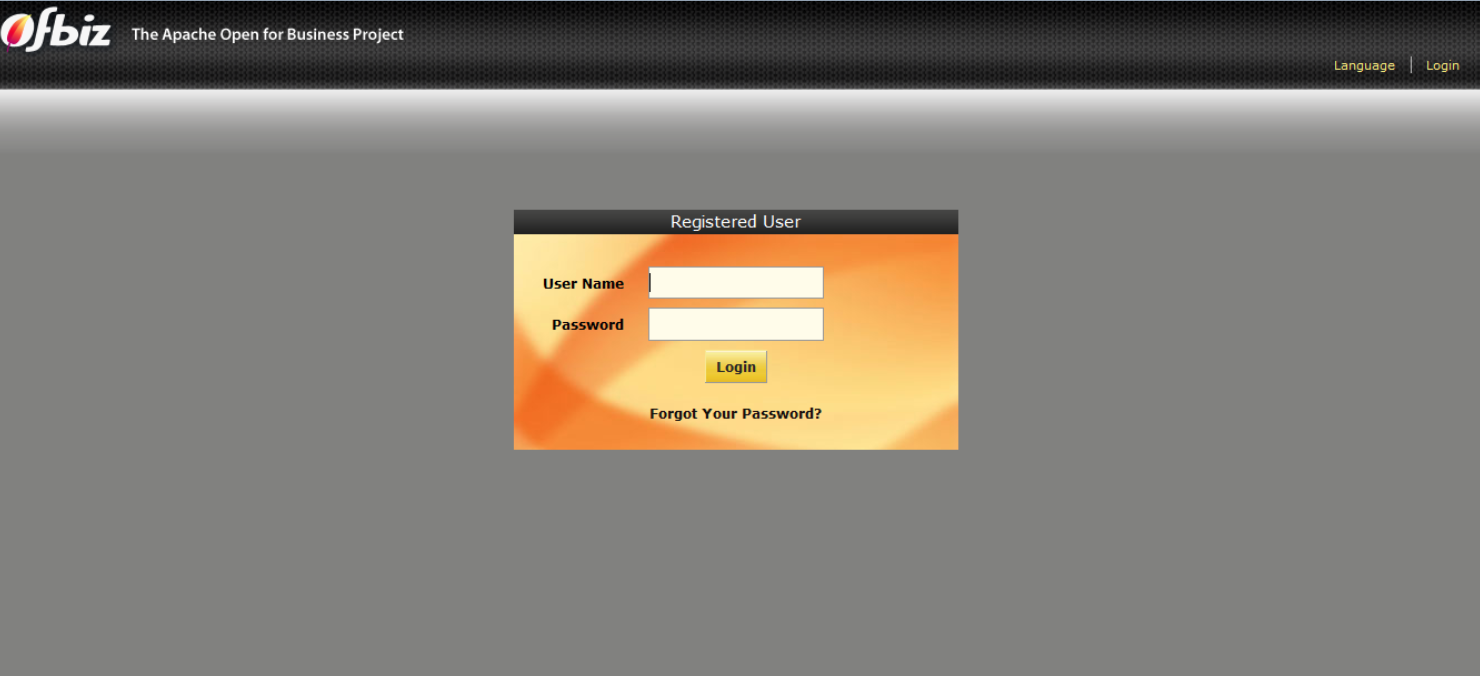 Ofbiz The Apache Open for Business Project
Language Login
Registered User
User Name
Password
Login
Forgot Your Password?